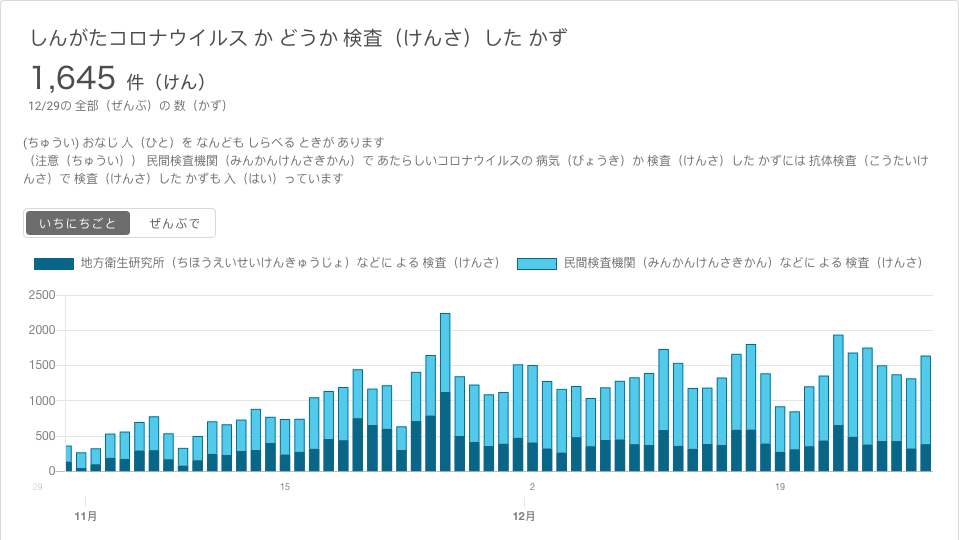 しんがたコロナウイルス か どうか 検査（けんさ）した かず
1,645 件（けん）
12/29の 全部（ぜんぶ）の 数（かず）
(ちゅうい) おなじ 人（ひと）を なんども しらべる ときが あります
（注意（ちゅうい）） 民間検査機関（みんかんけんさきかん）で あたらしいコロナウイルスの 病気（びょうき）か 検査（けんさ）した かずには 抗体検査（こうたいけ
んさ）で 検査（けんさ）した かずも 入（はい）っています
いちにちごと ぜんぶで
地方衛生研究所（ちほうえいせいけんきゅうじょ）などに よる 検査（けんさ） 民間検査機関（みんかんけんさきかん）などに よる 検査（けんさ）
2500
2000
1500
1000
500
0
29 15 2 19
11月 12月